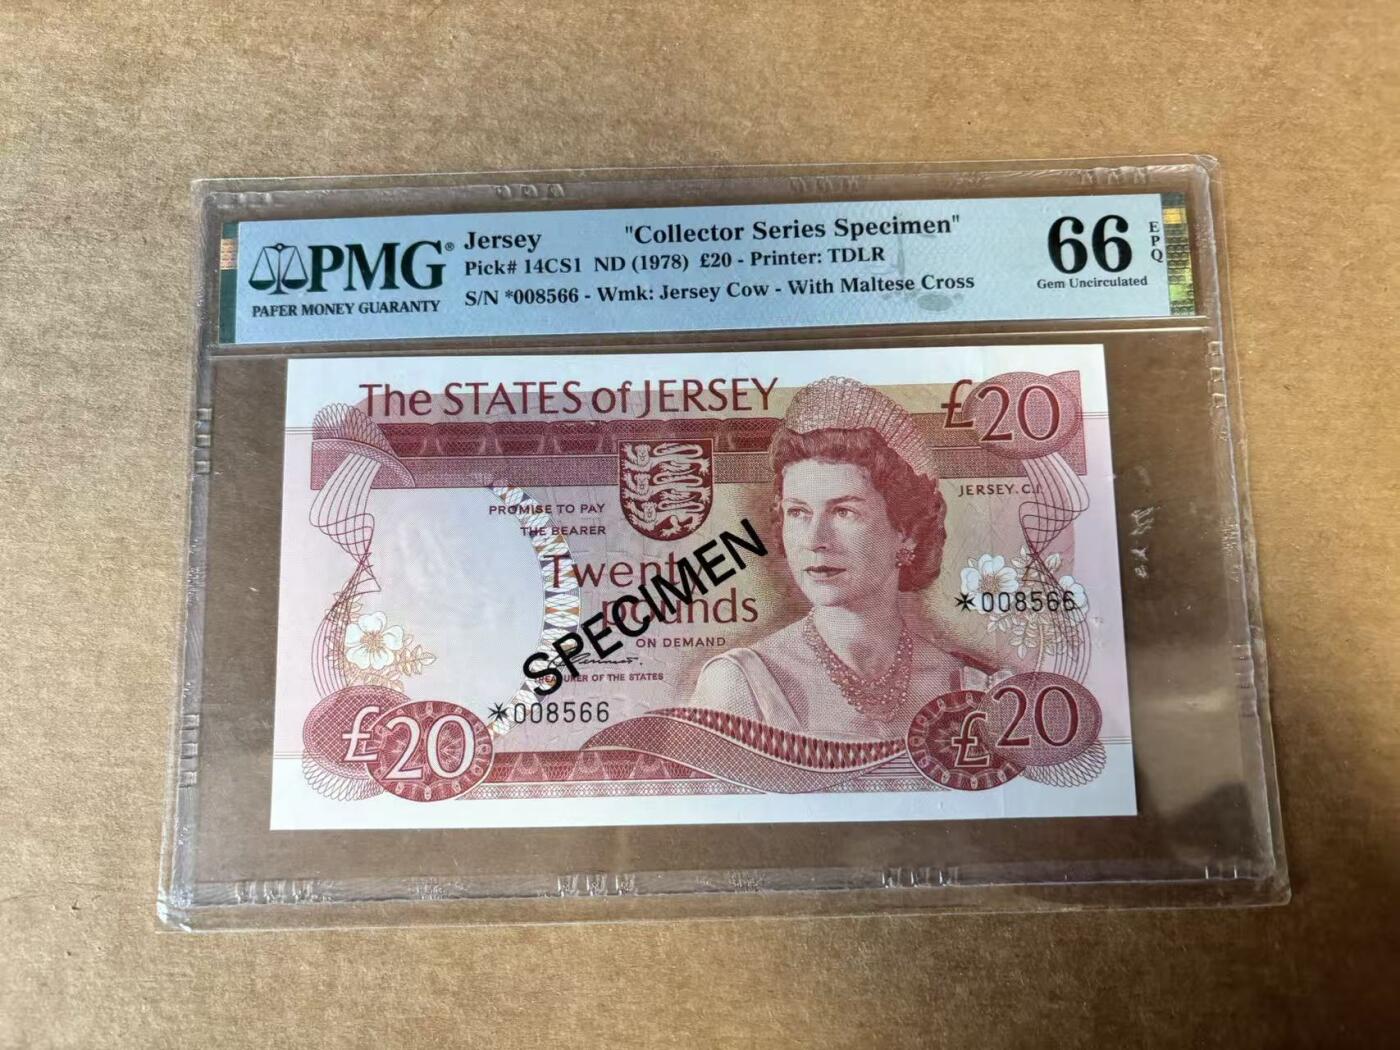 PMG®
PAPER MONEY GUARANTY
Jersey "Collector Series Specimen"
Pick# 14CS1 ND (1978) £20 - Printer: TDLR
S/N *008566 - Wmk: Jersey Cow - With Maltese Cross
66
EPQ
Gem Uncirculated
The STATES of JERSEY
£20
JERSEY.C.I.
PROMISE TO PAY
THE BEARER
Twenty
pounds
ON DEMAND
TREASURER OF THE STATES
SPECIMEN
*008566
*008566
£20
£20